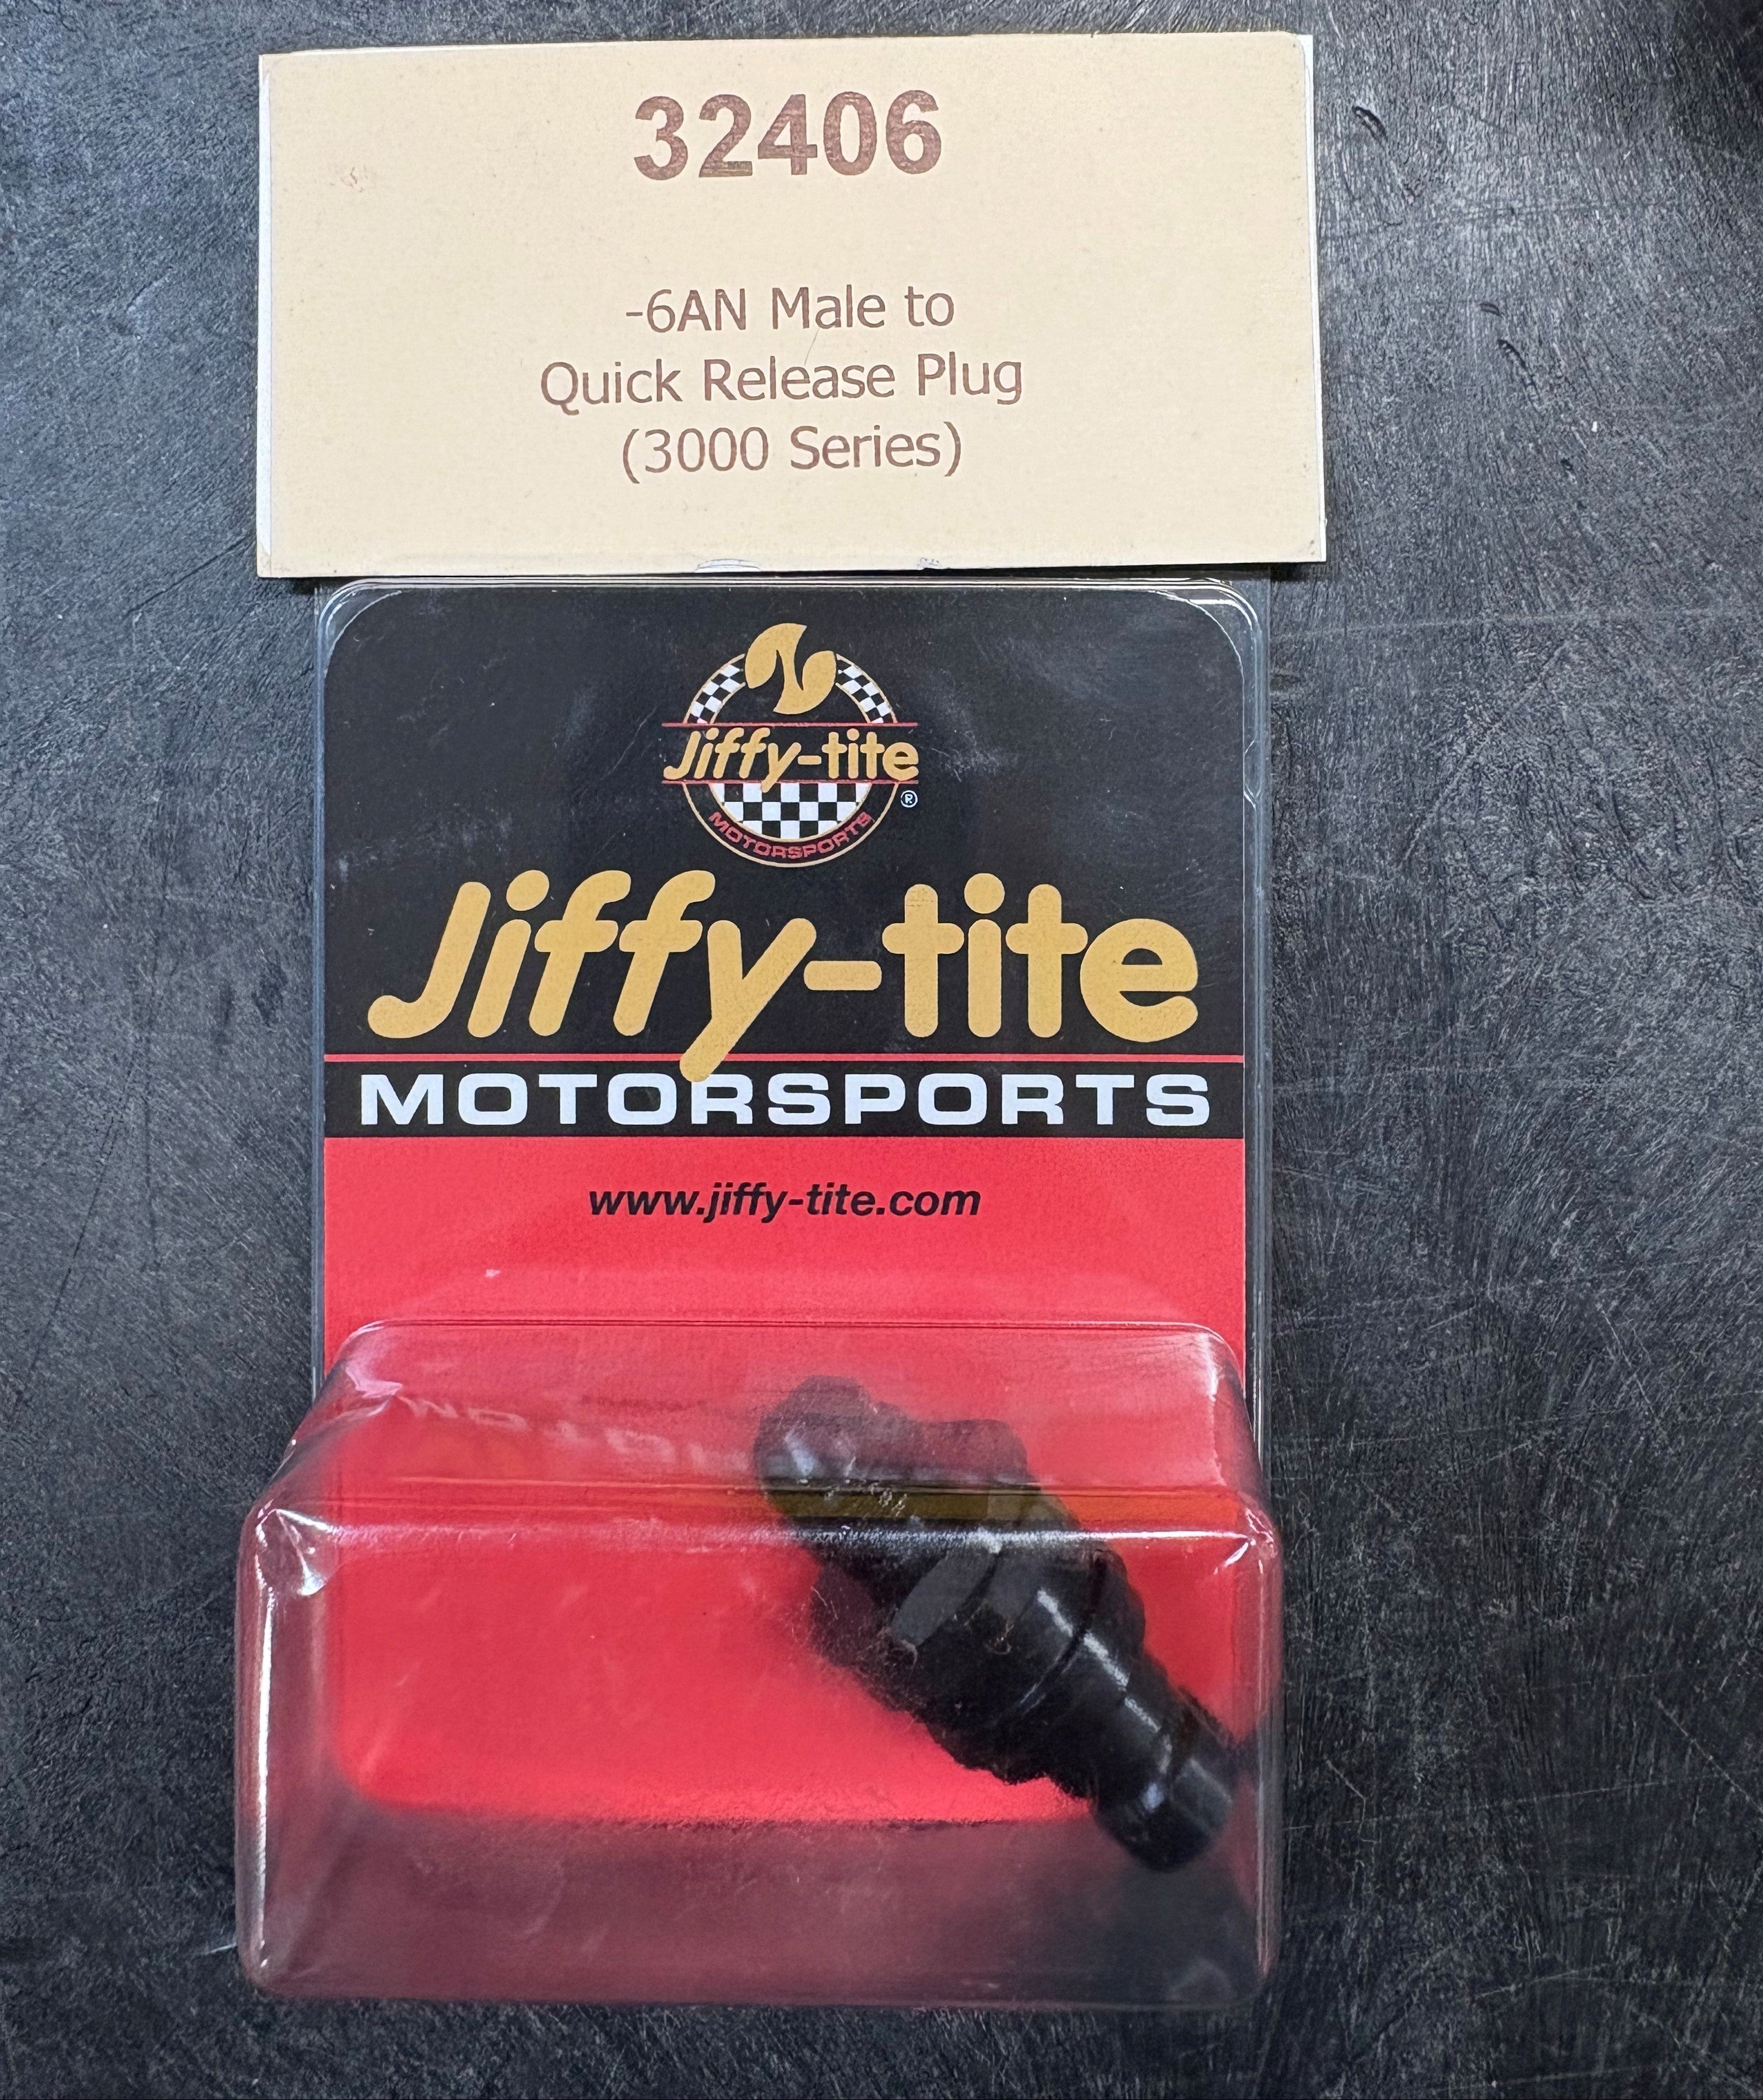 32406
-6AN Male to
Quick Release Plug
(3000 Series)
Jiffy-tite
®
MOTORSPORTS
Jiffy-tite
MOTORSPORTS
www.jiffy-tite.com